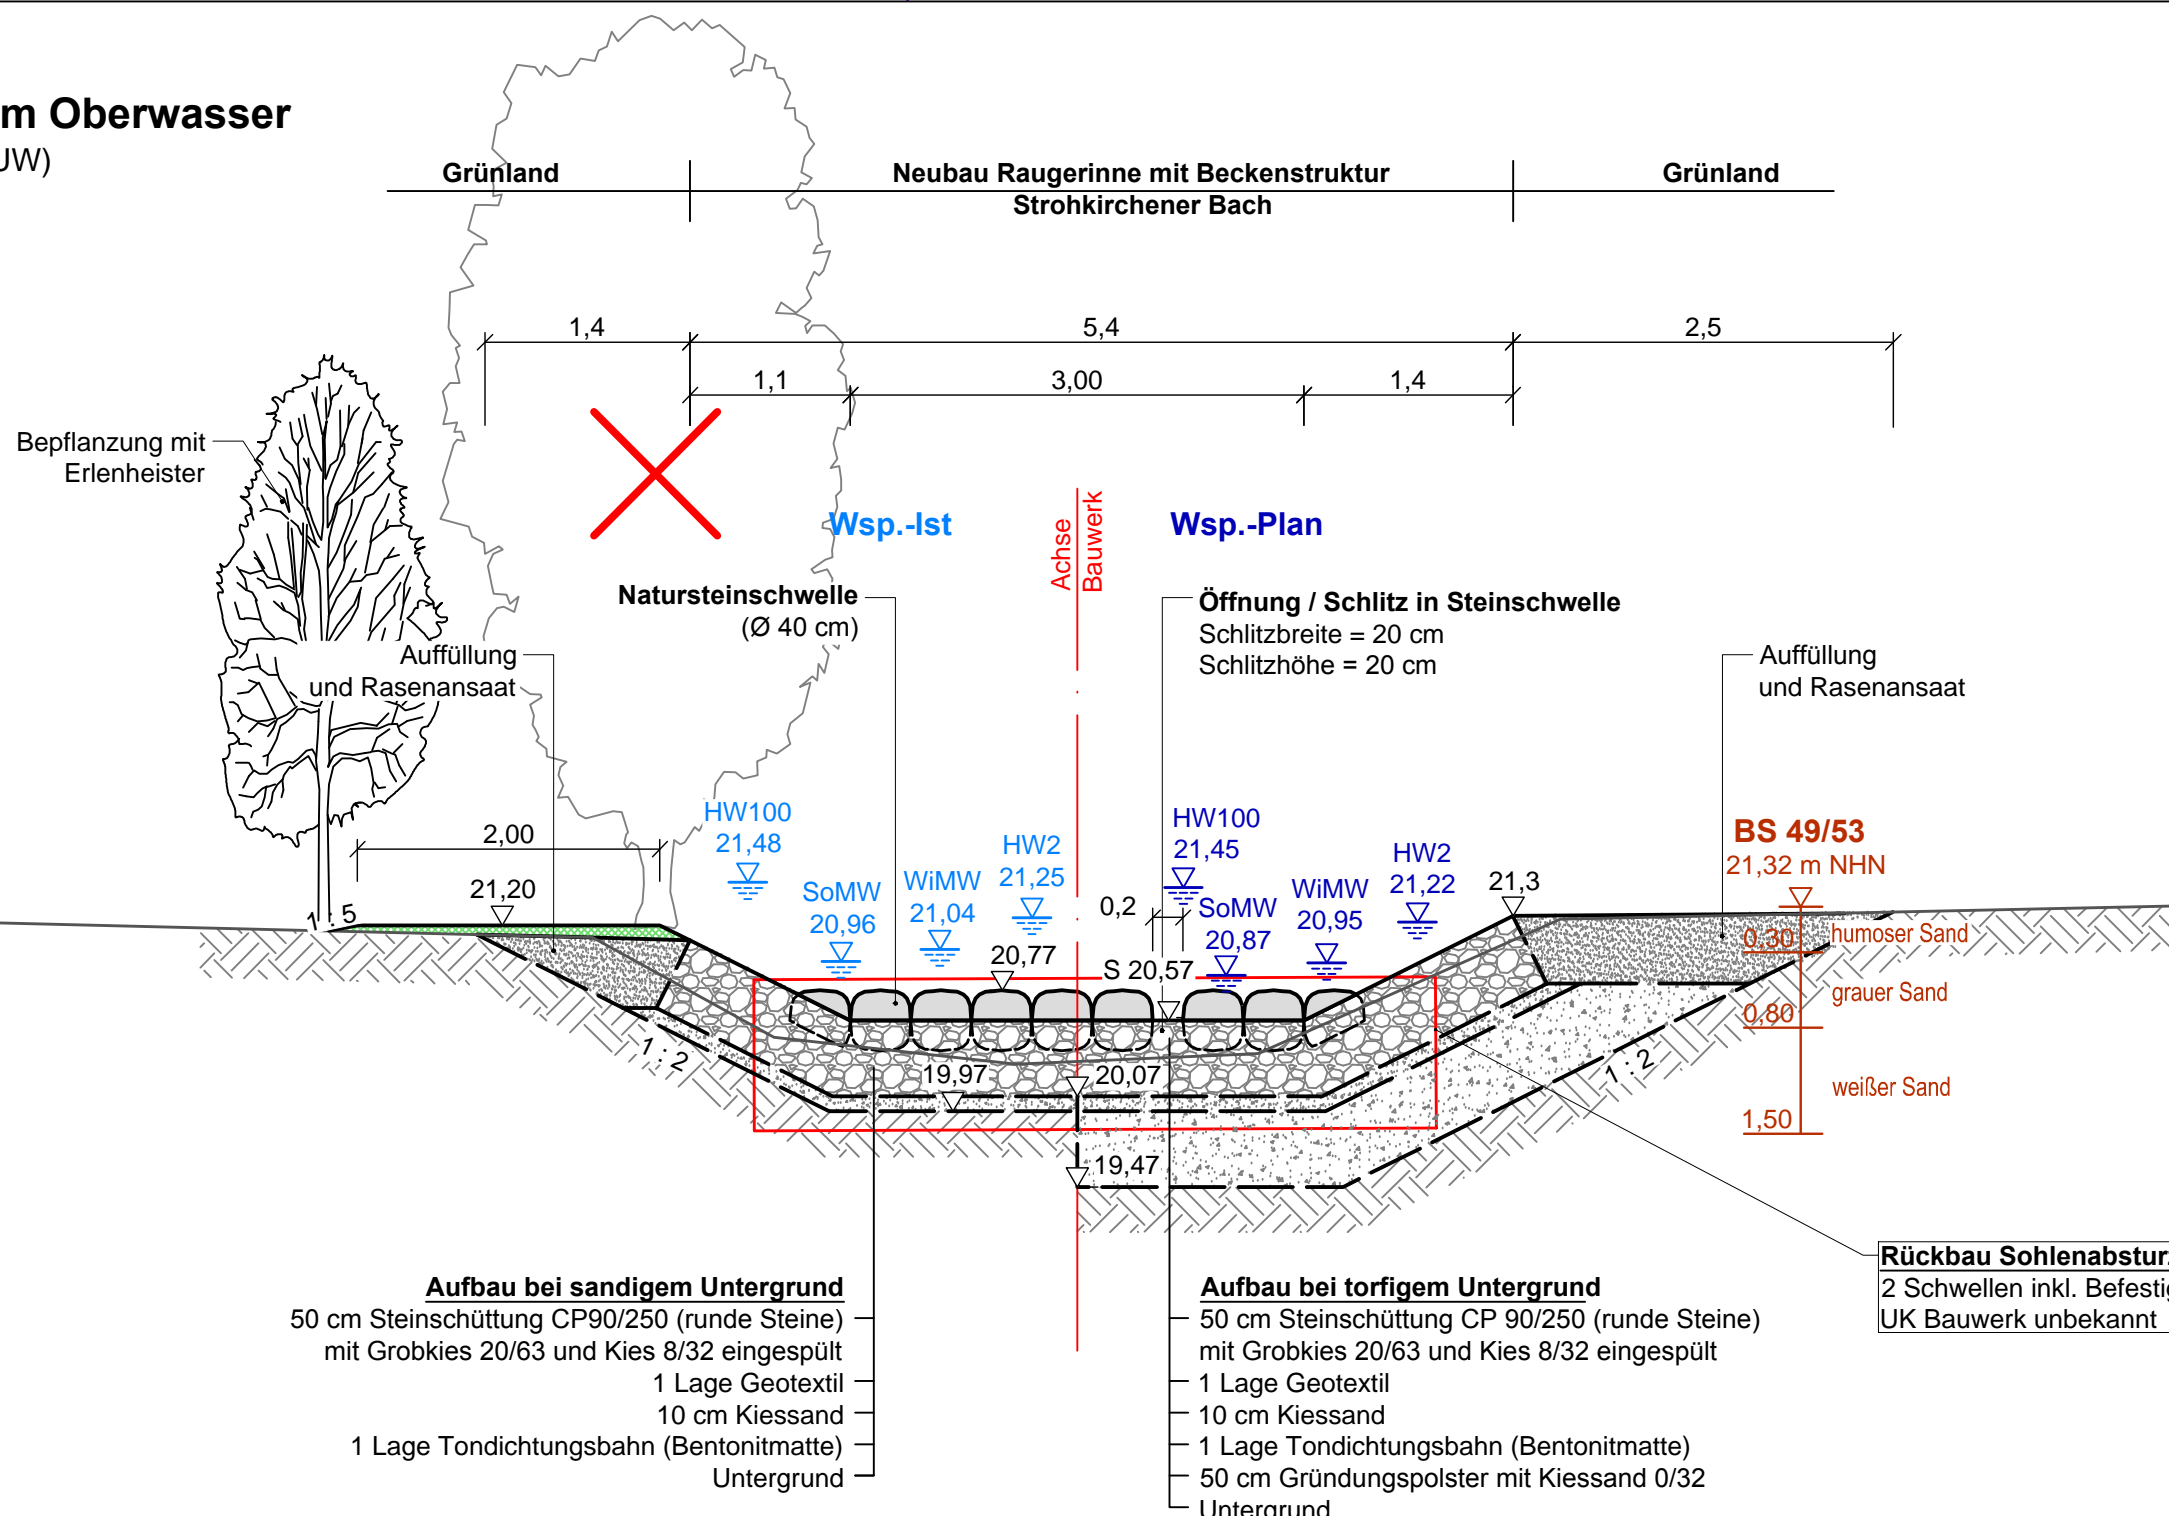 m Oberwasser
UW)
Grünland
Neubau Raugerinne mit Beckenstruktur
Grünland
Strohkirchener Bach
1,4
5,4
2,5
1,1
3,00
1,4
Bepflanzung mit
Erlenheister
Wsp.-Ist
Achse
Bauwerk
Wsp.-Plan
Natursteinschwelle
(Ø 40 cm)
Öffnung / Schlitz in Steinschwelle
Schlitzbreite = 20 cm
Schlitzhöhe = 20 cm
Auffüllung
und Rasenansaat
Auffüllung
und Rasenansaat
HW100
21,48
SoMW
20,96
WiMW
21,04
HW2
21,25
HW100
21,45
SoMW
20,87
WiMW
20,95
HW2
21,22
BS 49/53
21,32 m NHN
2,00
21,20
1 : 5
0,2
21,3
20,77
S 20,57
0,30
humoser Sand
grauer Sand
0,80
weißer Sand
1,50
1 : 2
1 : 2
19,97
20,07
19,47
Aufbau bei sandigem Untergrund
50 cm Steinschüttung CP90/250 (runde Steine)
mit Grobkies 20/63 und Kies 8/32 eingespült
1 Lage Geotextil
10 cm Kiessand
1 Lage Tondichtungsbahn (Bentonitmatte)
Untergrund
Aufbau bei torfigem Untergrund
50 cm Steinschüttung CP 90/250 (runde Steine)
mit Grobkies 20/63 und Kies 8/32 eingespült
1 Lage Geotextil
10 cm Kiessand
1 Lage Tondichtungsbahn (Bentonitmatte)
50 cm Gründungspolster mit Kiessand 0/32
Untergrund
Rückbau Sohlenabsturz
2 Schwellen inkl. Befestig
UK Bauwerk unbekannt